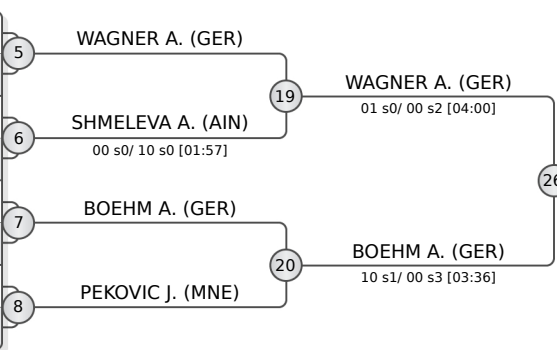 5
WAGNER A. (GER)
19
WAGNER A. (GER)
01 s0/ 00 s2 [04:00]
6
SHMELEVA A. (AIN)
00 s0/ 10 s0 [01:57]
26
7
BOEHM A. (GER)
20
BOEHM A. (GER)
10 s1/ 00 s3 [03:36]
8
PEKOVIC J. (MNE)